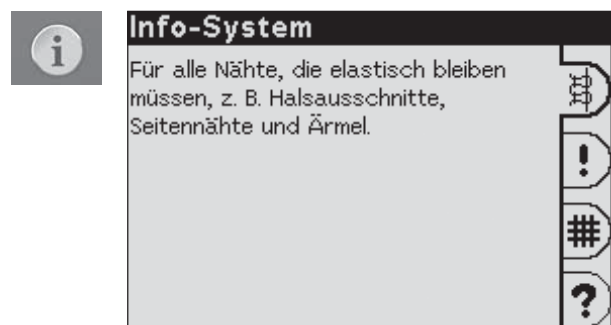 i
Info-System
Für alle Nähte, die elastisch bleiben
müssen, z. B. Halsausschnitte,
Seitennähte und Ärmel.
!
#
?